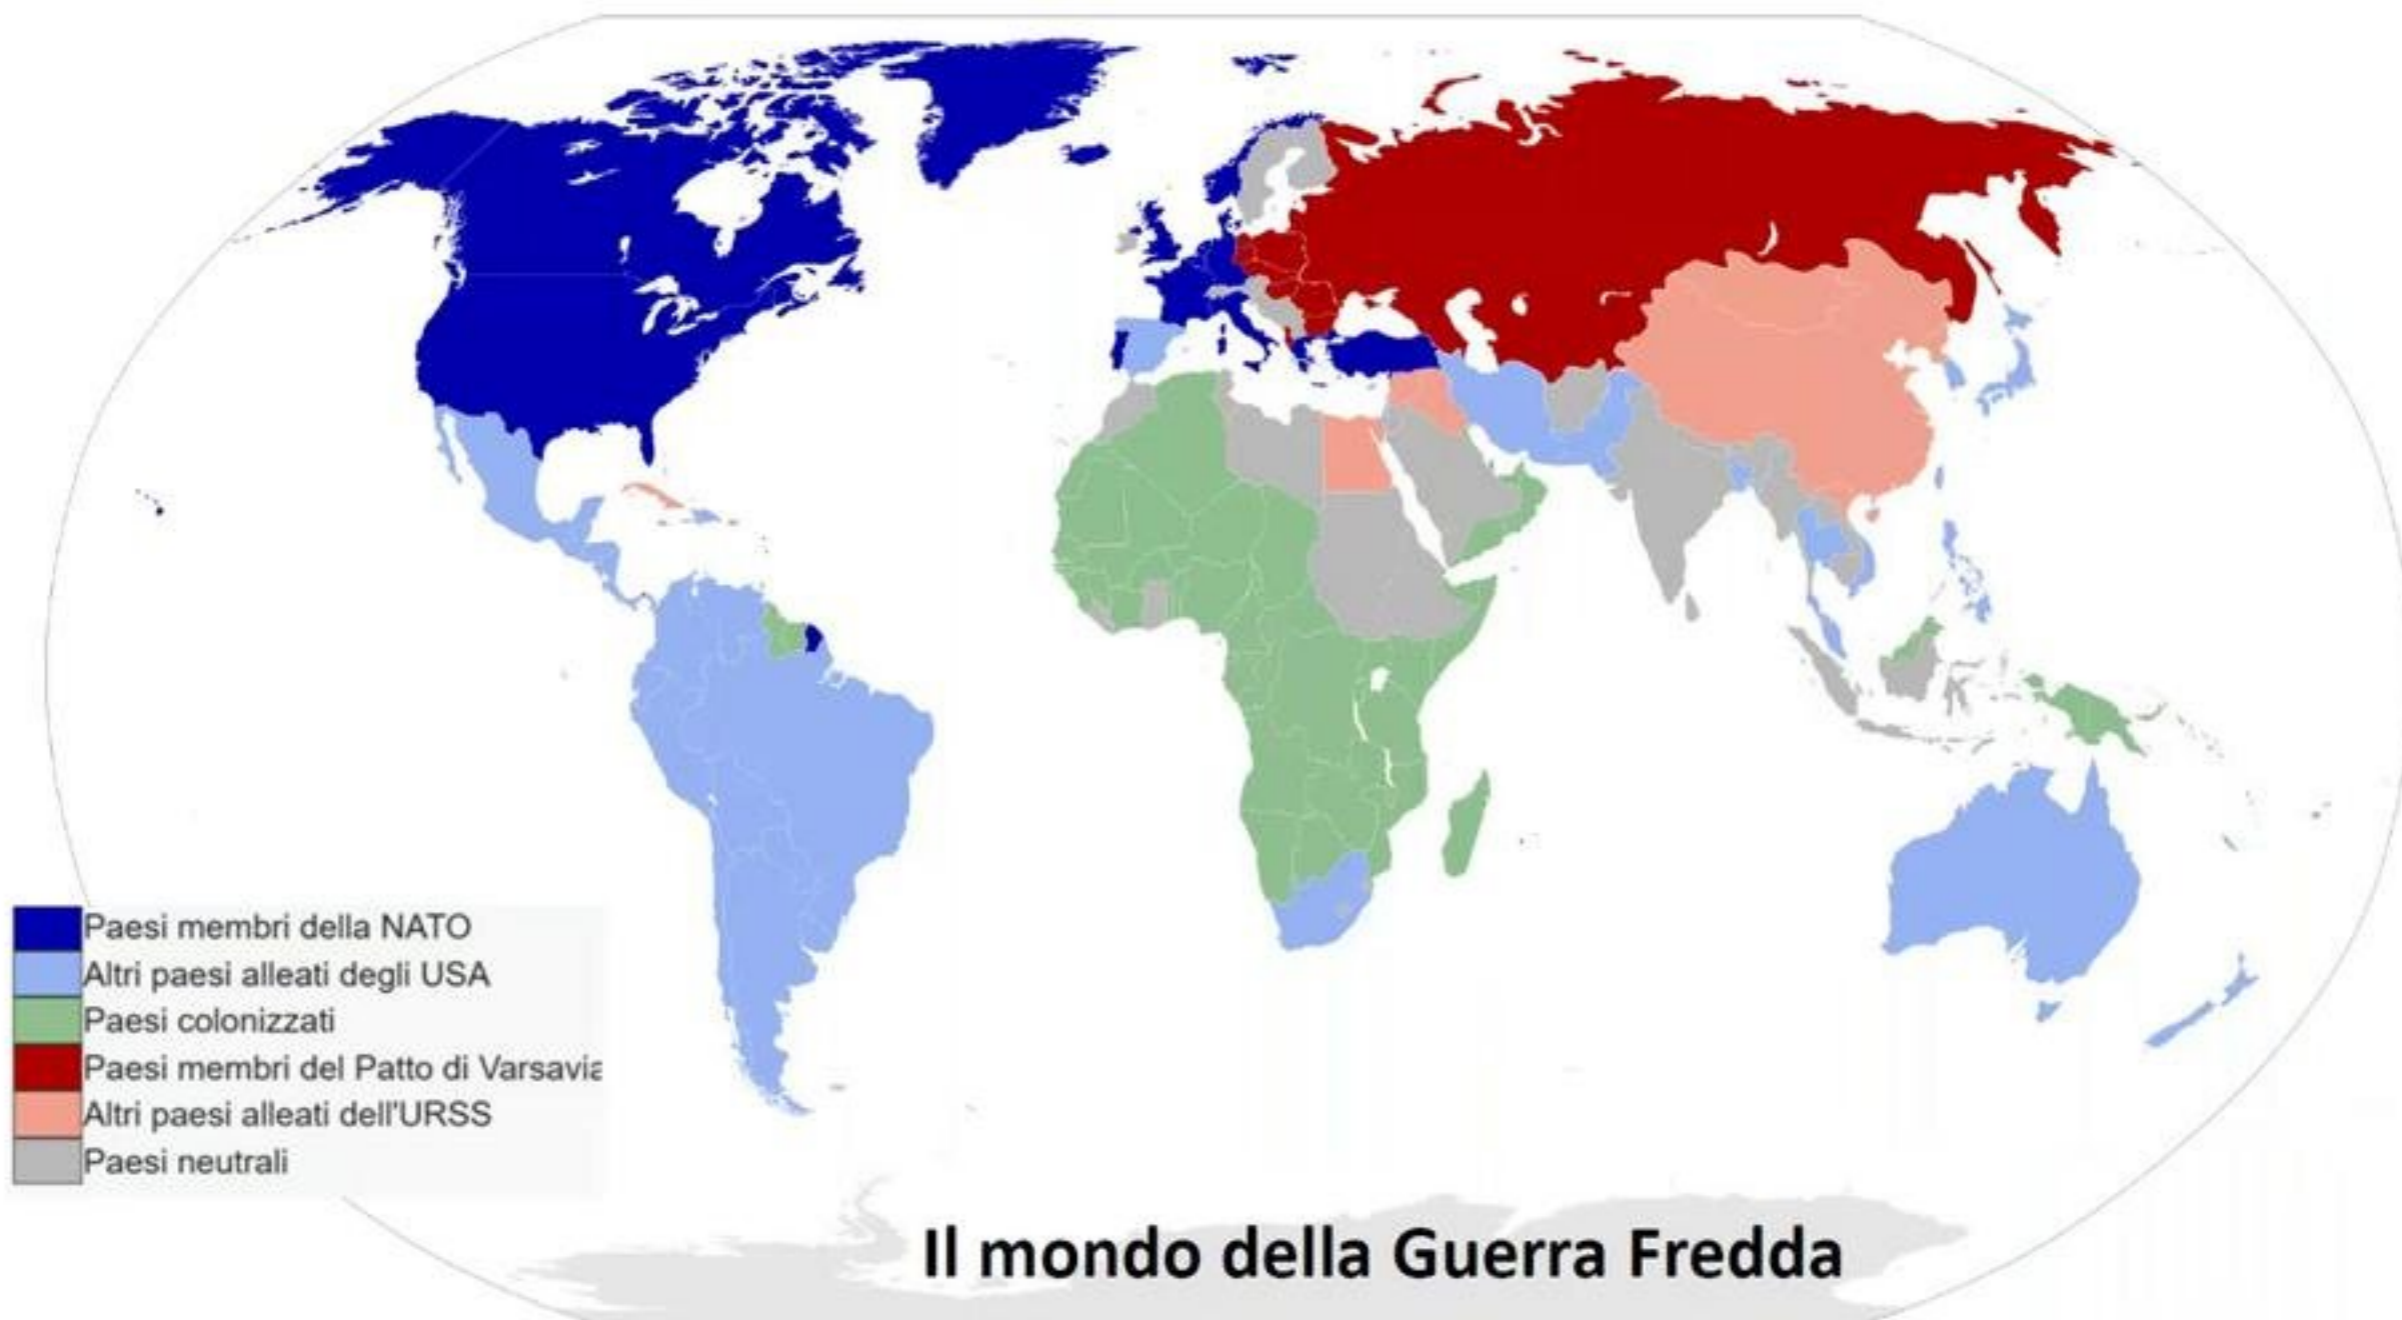 Paesi membri della NATO
Altri paesi alleati degli USA
Paesi colonizzati
Paesi membri del Patto di Varsavia
Altri paesi alleati dell'URSS
Paesi neutrali
Il mondo della Guerra Fredda